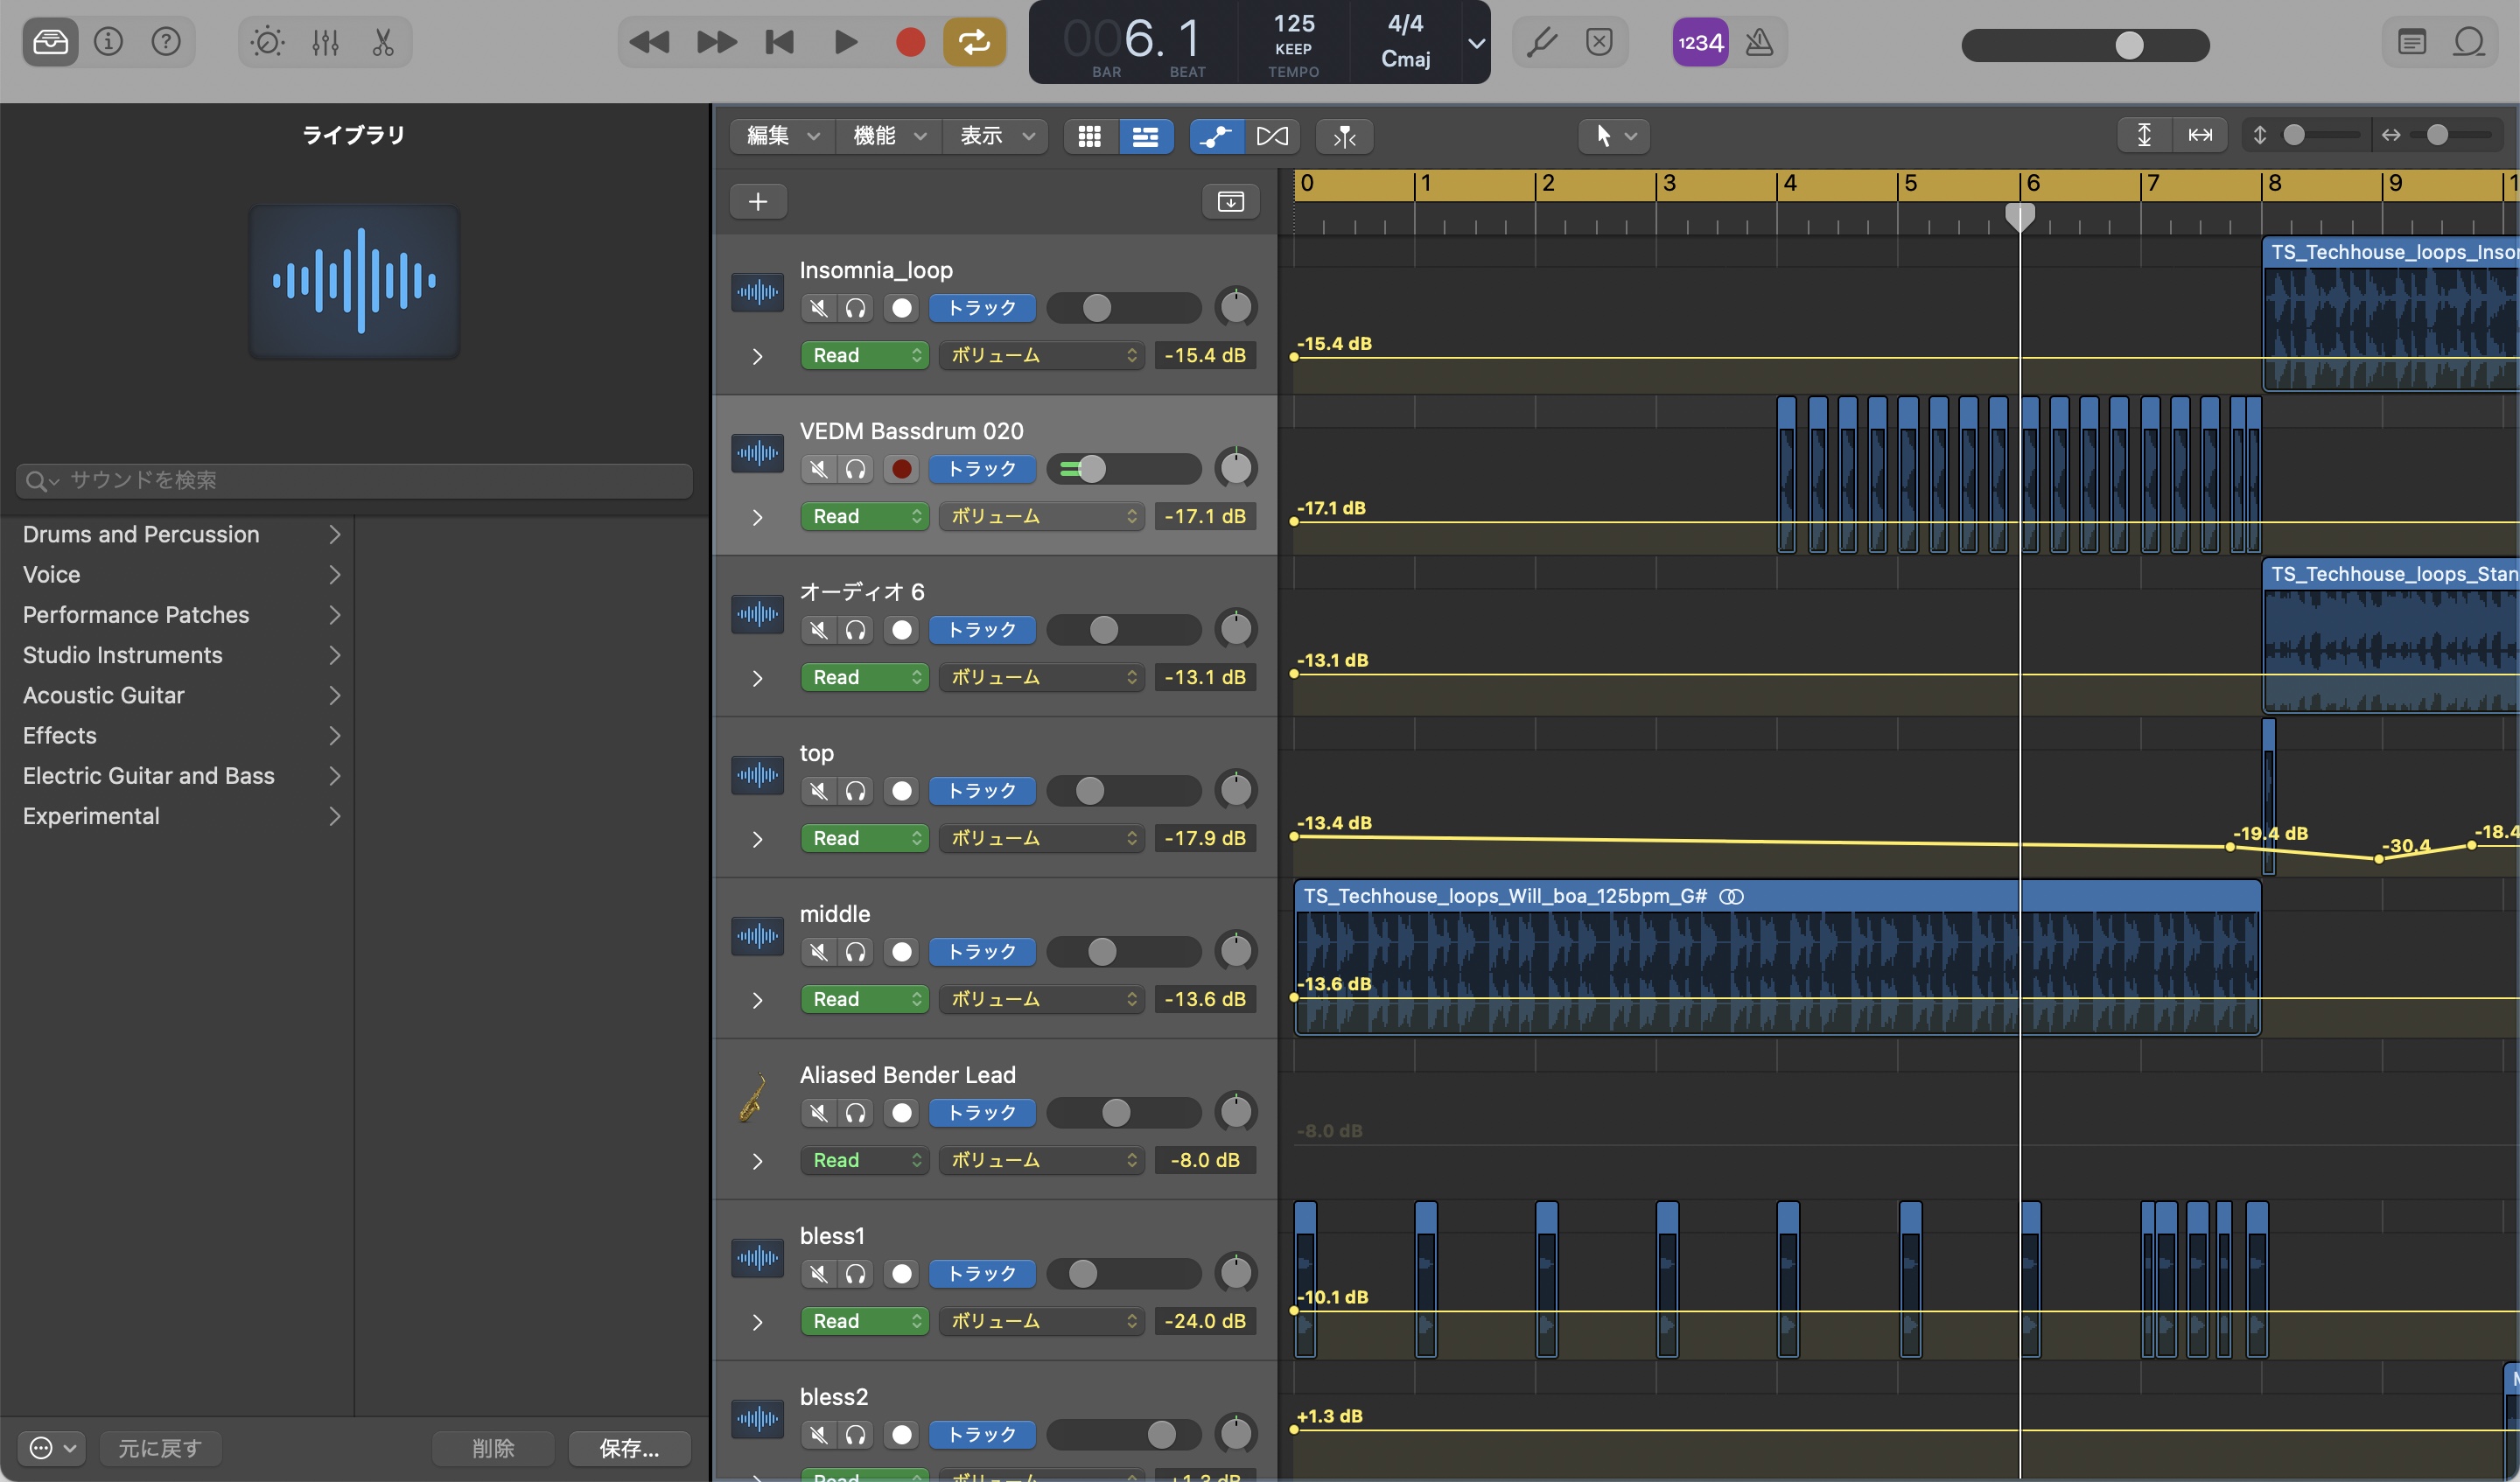 006. 1
BAR BEAT
125
KEEP
TEMPO
4/4
Cmaj
1234
ライブラリ
サウンドを検索
Drums and Percussion
Voice
Performance Patches
Studio Instruments
Acoustic Guitar
Effects
Electric Guitar and Bass
Experimental
元に戻す
削除
保存...
編集 機能 表示
0 1 2 3 4 5 6 7 8 9 1
Insomnia_loop
トラック
Read ボリューム -15.4 dB
-15.4 dB
TS_Techhouse_loops_Inso
VEDM Bassdrum 020
トラック
Read ボリューム -17.1 dB
-17.1 dB
オーディオ 6
トラック
Read ボリューム -13.1 dB
-13.1 dB
TS_Techhouse_loops_Stan
top
トラック
Read ボリューム -17.9 dB
-13.4 dB
-19.4 dB
-30.4
-18.4
middle
トラック
Read ボリューム -13.6 dB
TS_Techhouse_loops_Will_boa_125bpm_G#
-13.6 dB
Aliased Bender Lead
トラック
Read ボリューム -8.0 dB
-8.0 dB
bless1
トラック
Read ボリューム -24.0 dB
-10.1 dB
bless2
トラック
Read ボリューム +1.3 dB
+1.3 dB